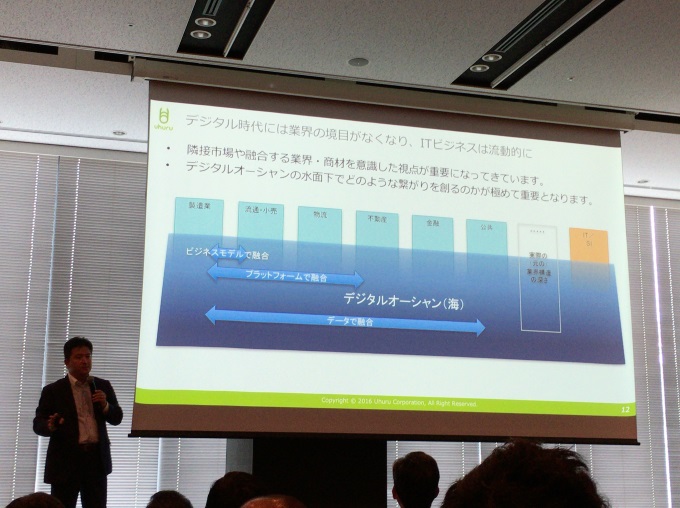 Uhuru
デジタル時代には業界の境目がなくなり、ITビジネスは流動的に
• 隣接市場や融合する業界・商材を意識した視点が重要になってきています。
• デジタルオーシャンの水面下でどのような繋がりを創るのかが極めて重要となります。
製造業
流通・小売
物流
不動産
金融
公共
ビジネスモデルで融合
プラットフォームで融合
デジタルオーシャン(海)
データで融合
業界構造
の深さ
Copyright © 2016 Uhuru Corporation, All Right Reserved
12